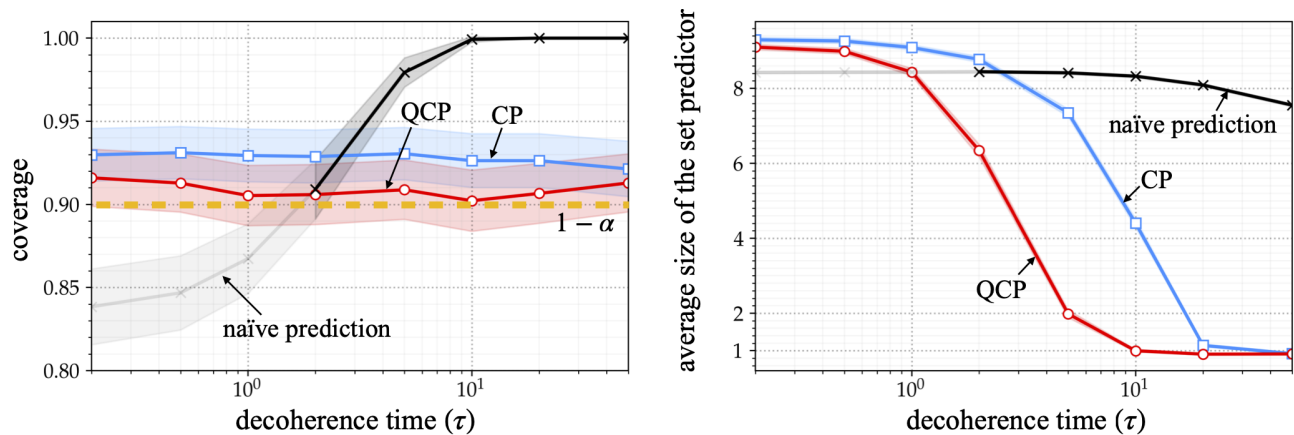 1.00
0.95
0.90
0.85
0.80
coverage
QCP
CP
1 − α
naïve prediction
10⁰
10¹
decoherence time (τ)
8
6
4
2
1
average size of the set predictor
naïve prediction
CP
QCP
10⁰
10¹
decoherence time (τ)